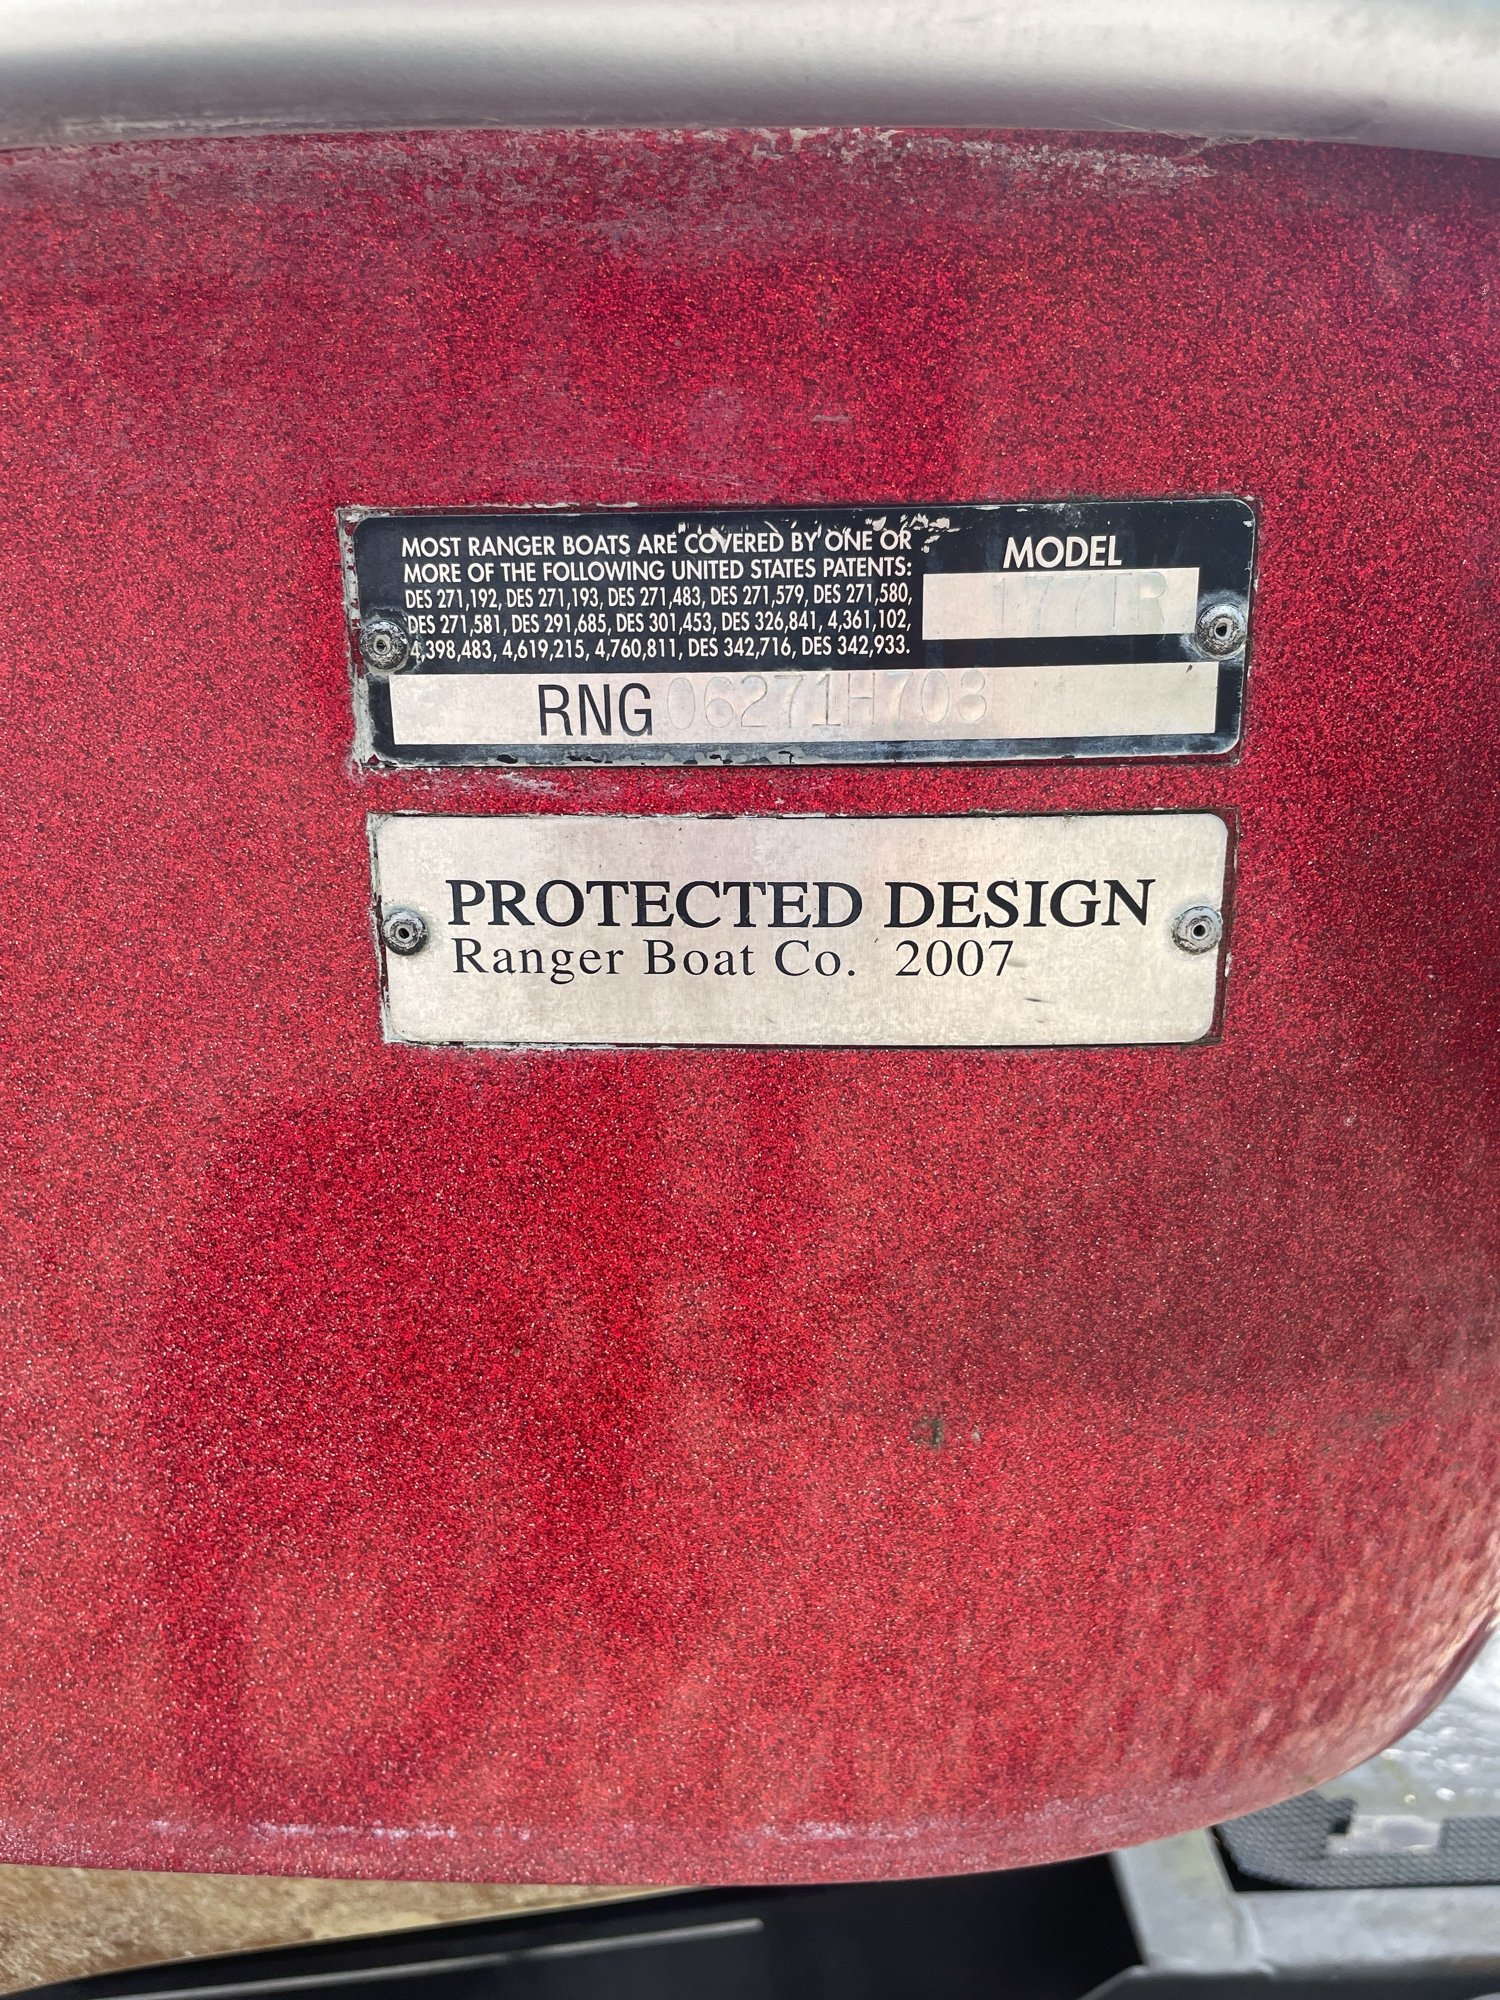 MOST RANGER BOATS ARE COVERED BY ONE OR
MORE OF THE FOLLOWING UNITED STATES PATENTS:
DES 271,192, DES 271,193, DES 271,483, DES 271,579, DES 271,580,
DES 271,581, DES 291,685, DES 301,453, DES 326,841, 4,361,102,
4,398,483, 4,619,215, 4,760,811, DES 342,716, DES 342,933.
MODEL
177TR
RNG06271H708
PROTECTED DESIGN
Ranger Boat Co. 2007